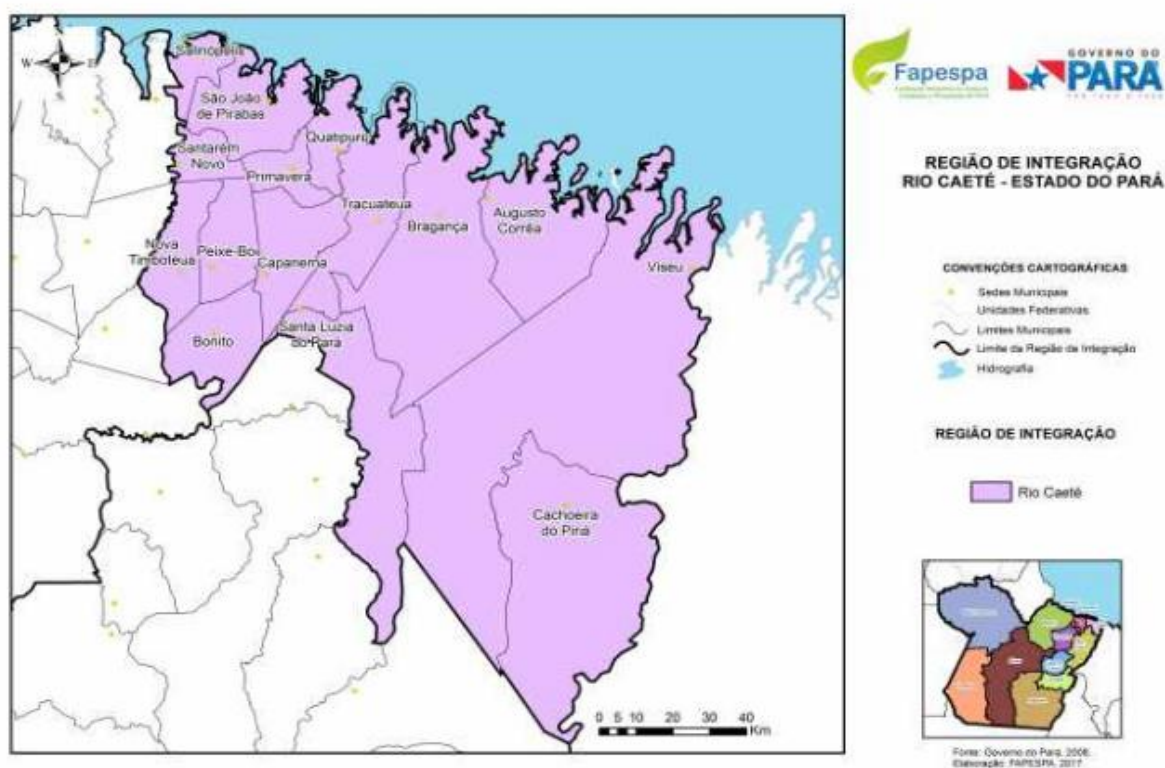 W
S
Salinópolis
São João
de Pirabas
Quatipuru
Santarém
Novo
Primavera
Tracuateua
Bragança
Augusto
Corrêa
Viseu
Nova
Timboteua
Peixe-Boi
Capanema
Bonito
Santa Luzia
do Pará
Cachoeira
do Piriá
0 5 10 20 30 40
Km
Fapespa
GOVERNO DO
PARÁ
REGIÃO DE INTEGRAÇÃO
RIO CAETÉ - ESTADO DO PARÁ
CONVENÇÕES CARTOGRÁFICAS
Sedes Municipais
Unidades Federativas
Limites Municipais
Limite da Região de Integração
Hidrografia
REGIÃO DE INTEGRAÇÃO
Rio Caeté
Fonte: Governo do Pará, 2008.
Elaboração: FAPESPA, 2017